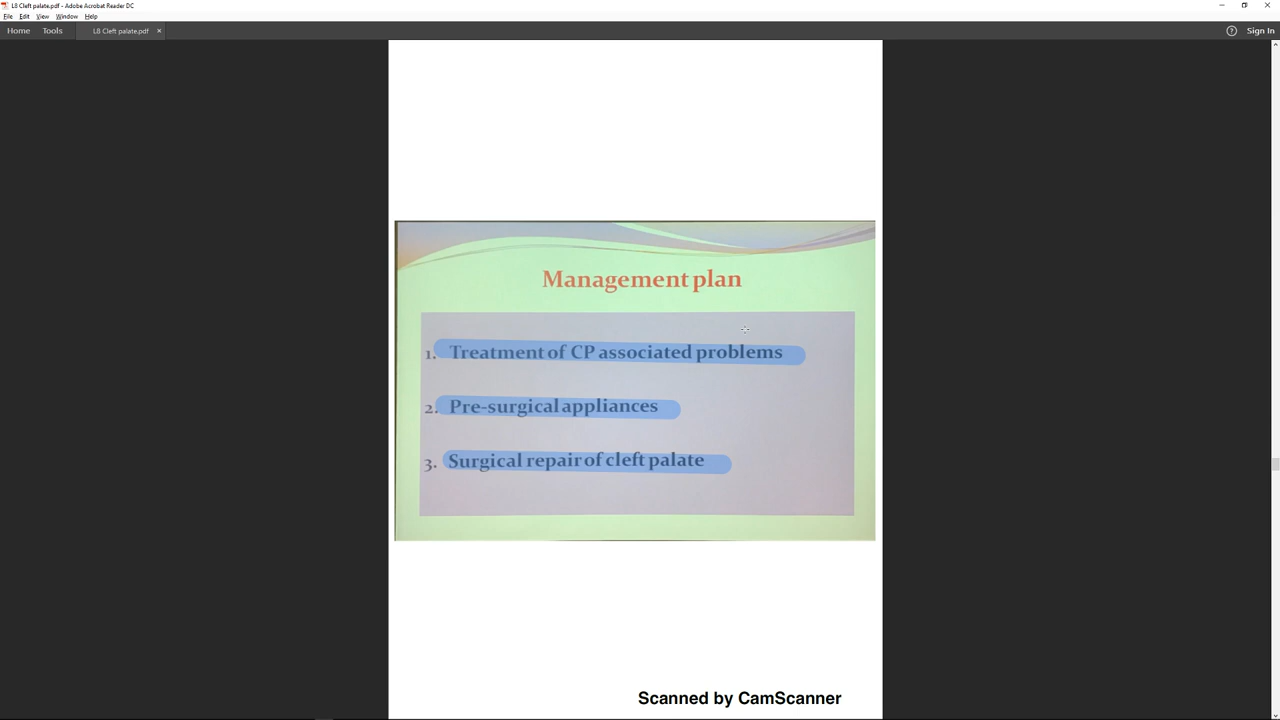 L8 Cleft palate.pdf - Adobe Acrobat Reader DC
File Edit View Window Help
Home Tools L8 Cleft palate.pdf × ? Sign In
Management plan
1. Treatment of CP associated problems
2. Pre-surgical appliances
3. Surgical repair of cleft palate
Scanned by CamScanner